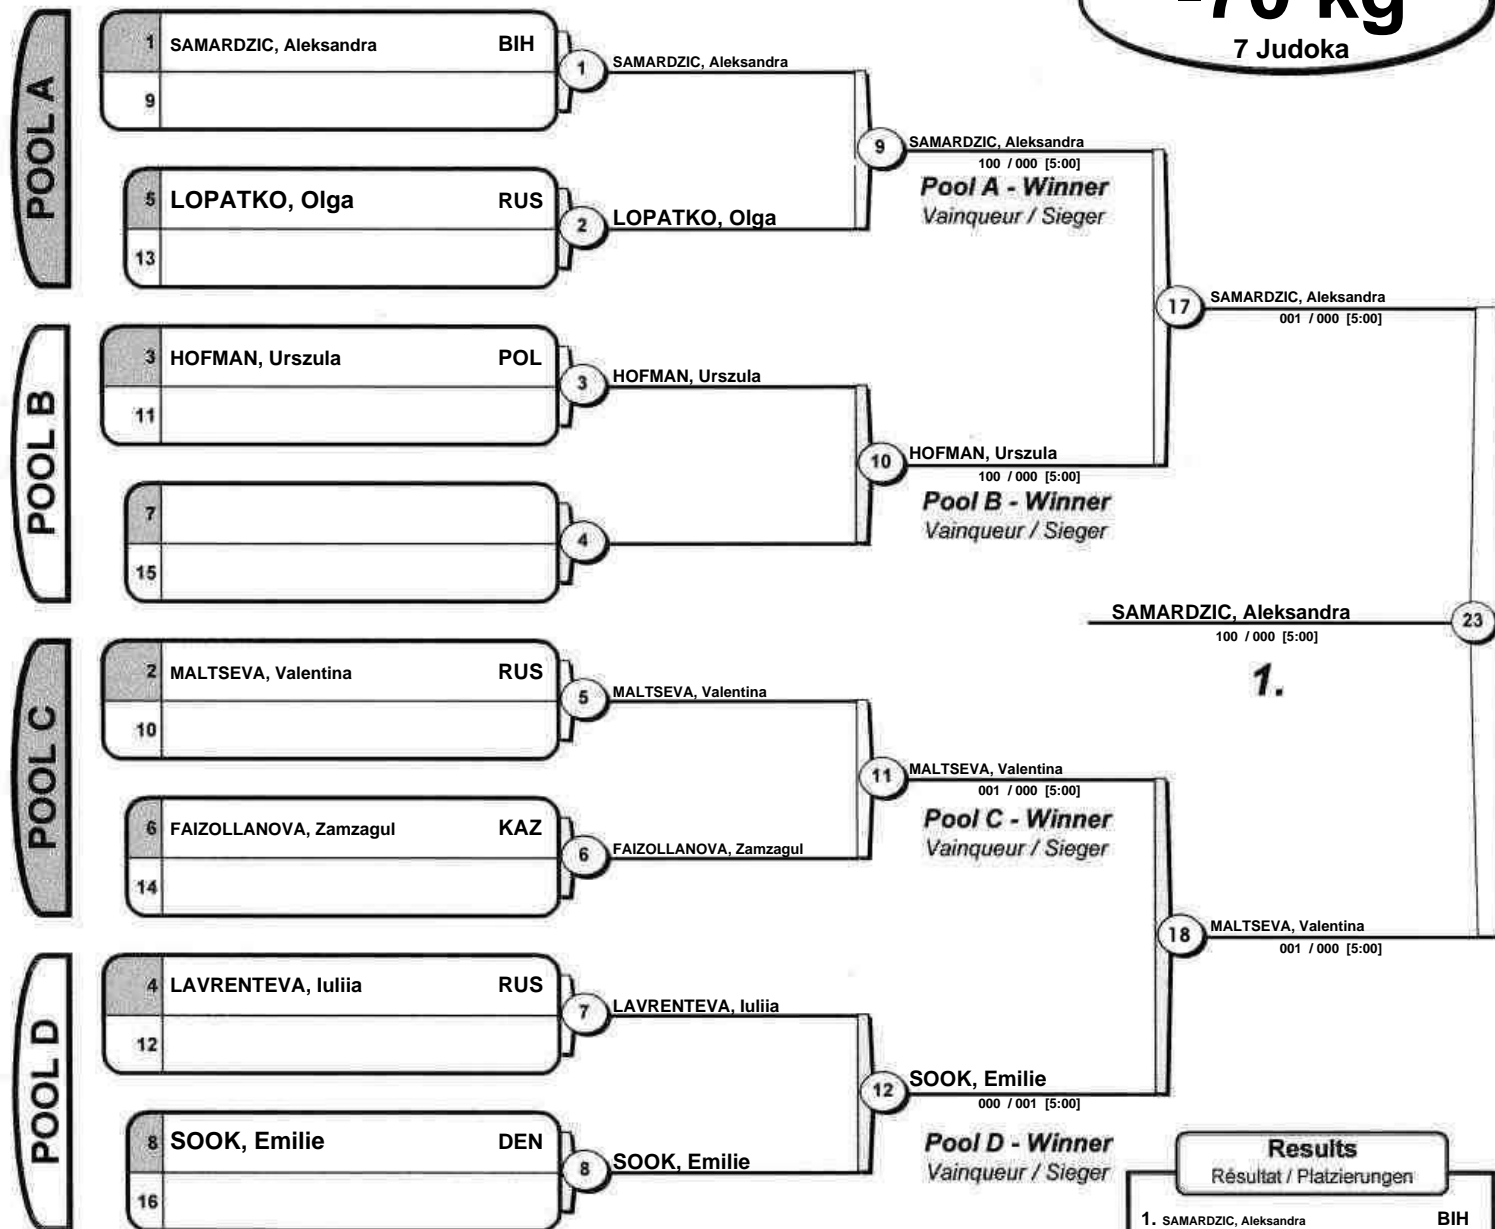 -70 kg
7 Judoka
POOL A
1 SAMARDZIC, Aleksandra BIH
9
1 SAMARDZIC, Aleksandra
5 LOPATKO, Olga RUS
13
2 LOPATKO, Olga
9 SAMARDZIC, Aleksandra
100 / 000 [5:00]
Pool A - Winner
Vainqueur / Sieger
POOL B
3 HOFMAN, Urszula POL
11
3 HOFMAN, Urszula
7
15
4
10 HOFMAN, Urszula
100 / 000 [5:00]
Pool B - Winner
Vainqueur / Sieger
17 SAMARDZIC, Aleksandra
001 / 000 [5:00]
SAMARDZIC, Aleksandra 23
100 / 000 [5:00]
1.
POOL C
2 MALTSEVA, Valentina RUS
10
5 MALTSEVA, Valentina
6 FAIZOLLANOVA, Zamzagul KAZ
14
6 FAIZOLLANOVA, Zamzagul
11 MALTSEVA, Valentina
001 / 000 [5:00]
Pool C - Winner
Vainqueur / Sieger
POOL D
4 LAVRENTEVA, Iuliia RUS
12
7 LAVRENTEVA, Iuliia
8 SOOK, Emilie DEN
16
8 SOOK, Emilie
12 SOOK, Emilie
000 / 001 [5:00]
Pool D - Winner
Vainqueur / Sieger
18 MALTSEVA, Valentina
001 / 000 [5:00]
Results
Résultat / Platzierungen
1. SAMARDZIC, Aleksandra BIH